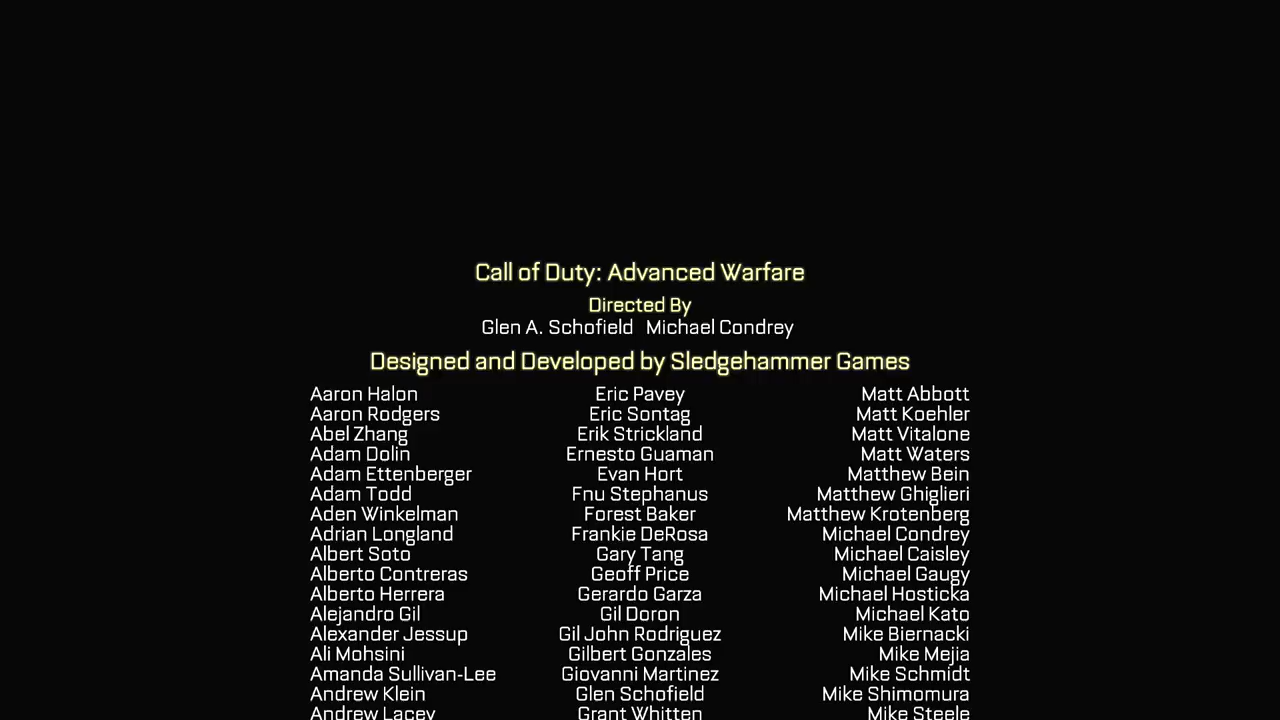 Call of Duty: Advanced Warfare
Directed By
Glen A. Schofield Michael Condrey
Designed and Developed by Sledgehammer Games
Aaron Halon Eric Pavey Matt Abbott
Aaron Rodgers Eric Sontag Matt Koehler
Abel Zhang Erik Strickland Matt Vitalone
Adam Dolin Ernesto Guaman Matt Waters
Adam Ettenberger Evan Hort Matthew Bein
Adam Todd Fnu Stephanus Matthew Ghiglieri
Aden Winkelman Forest Baker Matthew Krotenberg
Adrian Longland Frankie DeRosa Michael Condrey
Albert Soto Gary Tang Michael Caisley
Alberto Contreras Geoff Price Michael Gaugy
Alberto Herrera Gerardo Garza Michael Hosticka
Alejandro Gil Gil Doron Michael Kato
Alexander Jessup Gil John Rodriguez Mike Biernacki
Ali Mohsini Gilbert Gonzales Mike Mejia
Amanda Sullivan-Lee Giovanni Martinez Mike Schmidt
Andrew Klein Glen Schofield Mike Shimomura
Andrew Lacey Grant Whitten Mike Steele